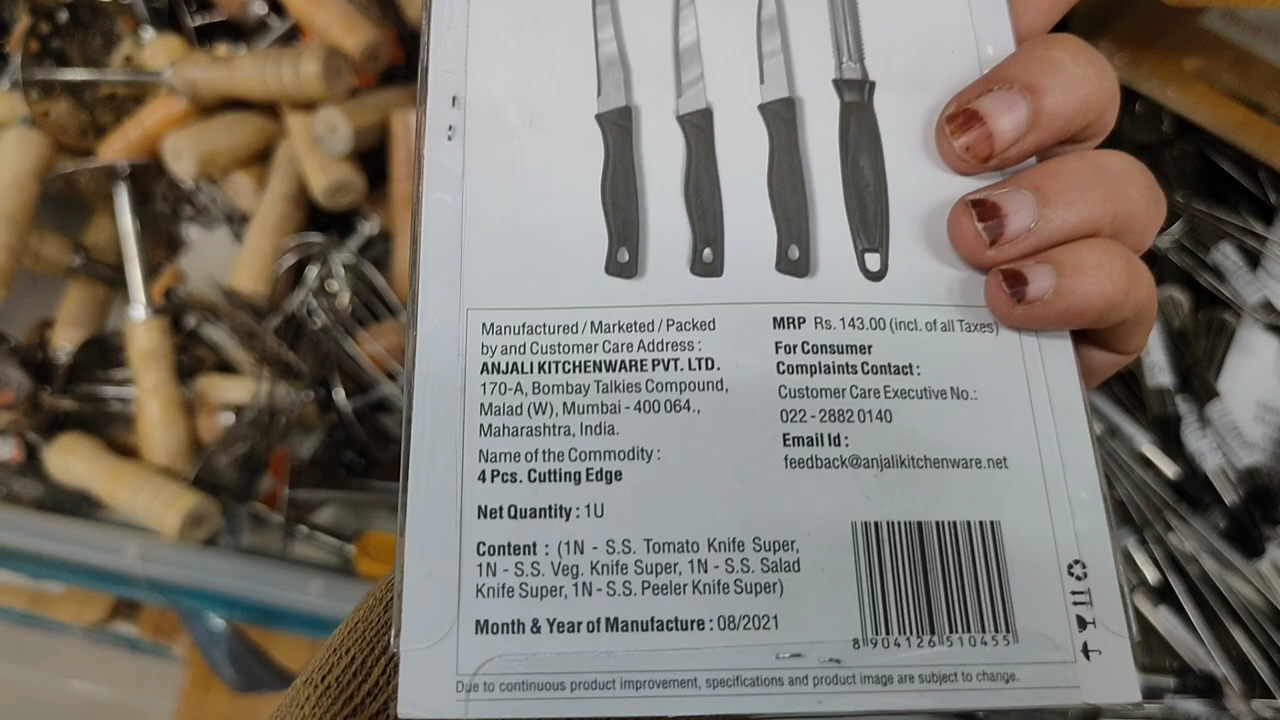 Manufactured / Marketed / Packed
by and Customer Care Address :
ANJALI KITCHENWARE PVT. LTD.
170-A, Bombay Talkies Compound,
Malad (W), Mumbai - 400 064.,
Maharashtra, India.
Name of the Commodity :
4 Pcs. Cutting Edge
Net Quantity : 1U
Content : (1N - S.S. Tomato Knife Super,
1N - S.S. Veg. Knife Super, 1N - S.S. Salad
Knife Super, 1N - S.S. Peeler Knife Super)
Month & Year of Manufacture : 08/2021
MRP Rs. 143.00 (incl. of all Taxes)
For Consumer
Complaints Contact :
Customer Care Executive No.:
022 - 2882 0140
Email Id :
feedback@anjalikitchenware.net
8 904126 510455
Due to continuous product improvement, specifications and product image are subject to change.